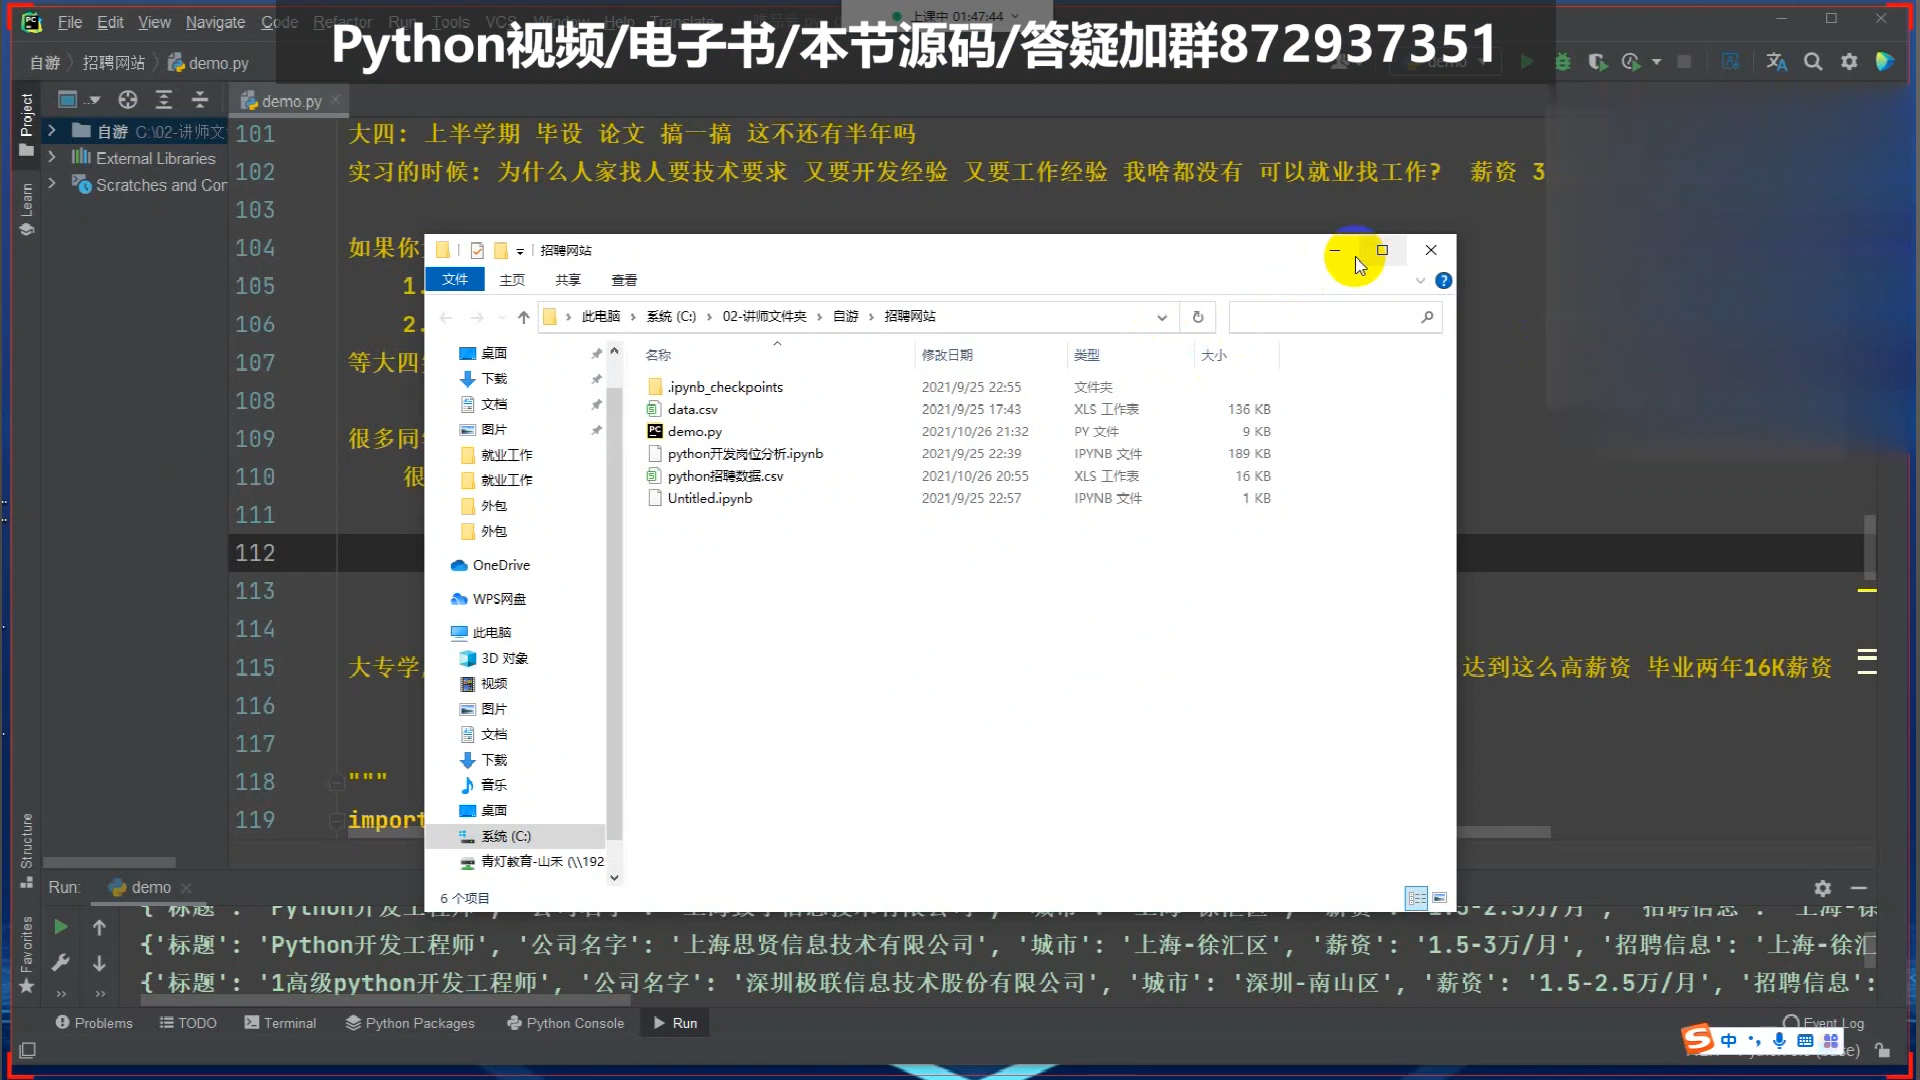 上课中 01:47:44
File Edit View Navigate Code Refactor Run Tools VCS Window Help Translate
Python视频/电子书/本节源码/答疑加群872937351
自游 招聘网站 demo.py
demo
Project
demo.py
自游 C:\02-讲师文
External Libraries
Scratches and Con
Learn
101 大四: 上半学期 毕设 论文 搞一搞 这不还有半年吗
102 实习的时候: 为什么人家找人要技术要求 又要开发经验 又要工作经验 我啥都没有 可以就业找工作? 薪资 3
103
104 如果你
105 1.
106 2.
107 等大四
108
109 很多同
110 很
111
112
113
114
115 大专学 达到这么高薪资 毕业两年16K薪资
116
117
118 """
119 import
招聘网站
文件 主页 共享 查看
此电脑 系统 (C:) 02-讲师文件夹 自游 招聘网站
桌面
下载
文档
图片
就业工作
就业工作
外包
外包
OneDrive
WPS网盘
此电脑
3D 对象
视频
图片
文档
下载
音乐
桌面
系统 (C:)
青灯教育-山禾 (\\192
名称 修改日期 类型 大小
.ipynb_checkpoints 2021/9/25 22:55 文件夹
data.csv 2021/9/25 17:43 XLS 工作表 136 KB
demo.py 2021/10/26 21:32 PY 文件 9 KB
python开发岗位分析.ipynb 2021/9/25 22:39 IPYNB 文件 189 KB
python招聘数据.csv 2021/10/26 20:55 XLS 工作表 16 KB
Untitled.ipynb 2021/9/25 22:57 IPYNB 文件 1 KB
6 个项目
Structure
Favorites
Run: demo
{'标题': 'Python开发工程师', '公司名字': '上海思贤信息技术有限公司', '城市': '上海-徐汇区', '薪资': '1.5-3万/月', '招聘信息': '上海-徐汇
{'标题': '1高级python开发工程师', '公司名字': '深圳极联信息技术股份有限公司', '城市': '深圳-南山区', '薪资': '1.5-2.5万/月', '招聘信息':
Problems TODO Terminal Python Packages Python Console Run Event Log
中